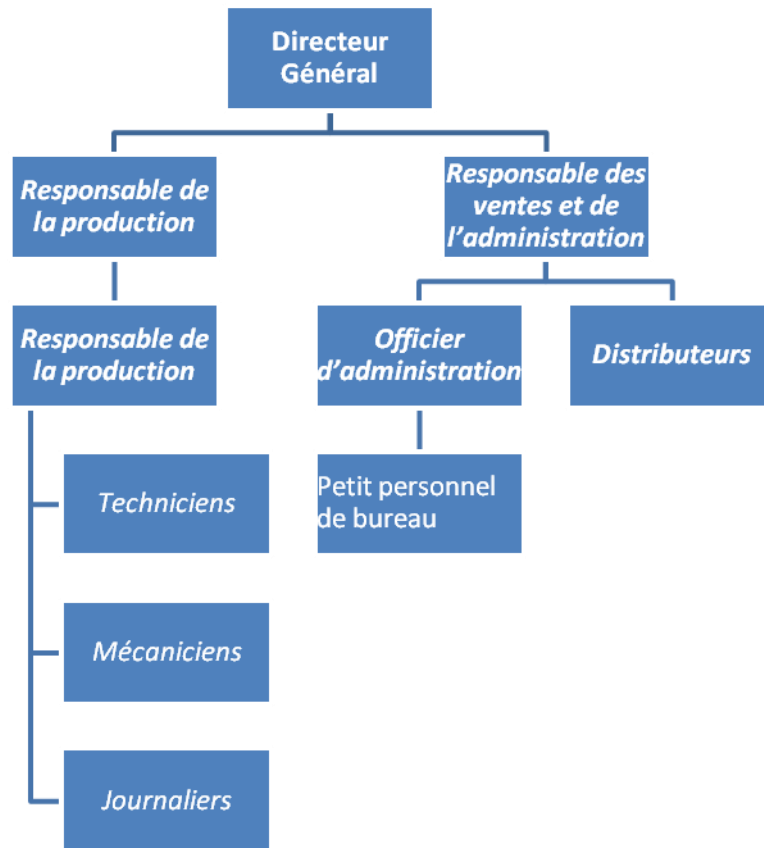 Directeur
Général
Responsable de
la production
Responsable des
ventes et de
l’administration
Responsable de
la production
Officier
d’administration
Distributeurs
Techniciens
Petit personnel
de bureau
Mécaniciens
Journaliers